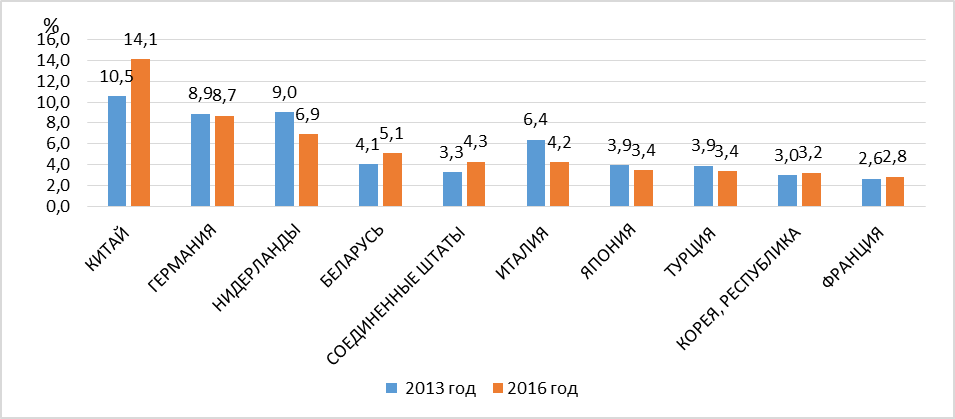 %
16,0
14,0
12,0
10,0
8,0
6,0
4,0
2,0
0,0
10,5 14,1
8,9 8,7
9,0 6,9
4,1 5,1
3,3 4,3
6,4 4,2
3,9 3,4
3,9 3,4
3,0 3,2
2,6 2,8
КИТАЙ
ГЕРМАНИЯ
НИДЕРЛАНДЫ
БЕЛАРУСЬ
СОЕДИНЕННЫЕ ШТАТЫ
ИТАЛИЯ
ЯПОНИЯ
ТУРЦИЯ
КОРЕЯ, РЕСПУБЛИКА
ФРАНЦИЯ
2013 год 2016 год